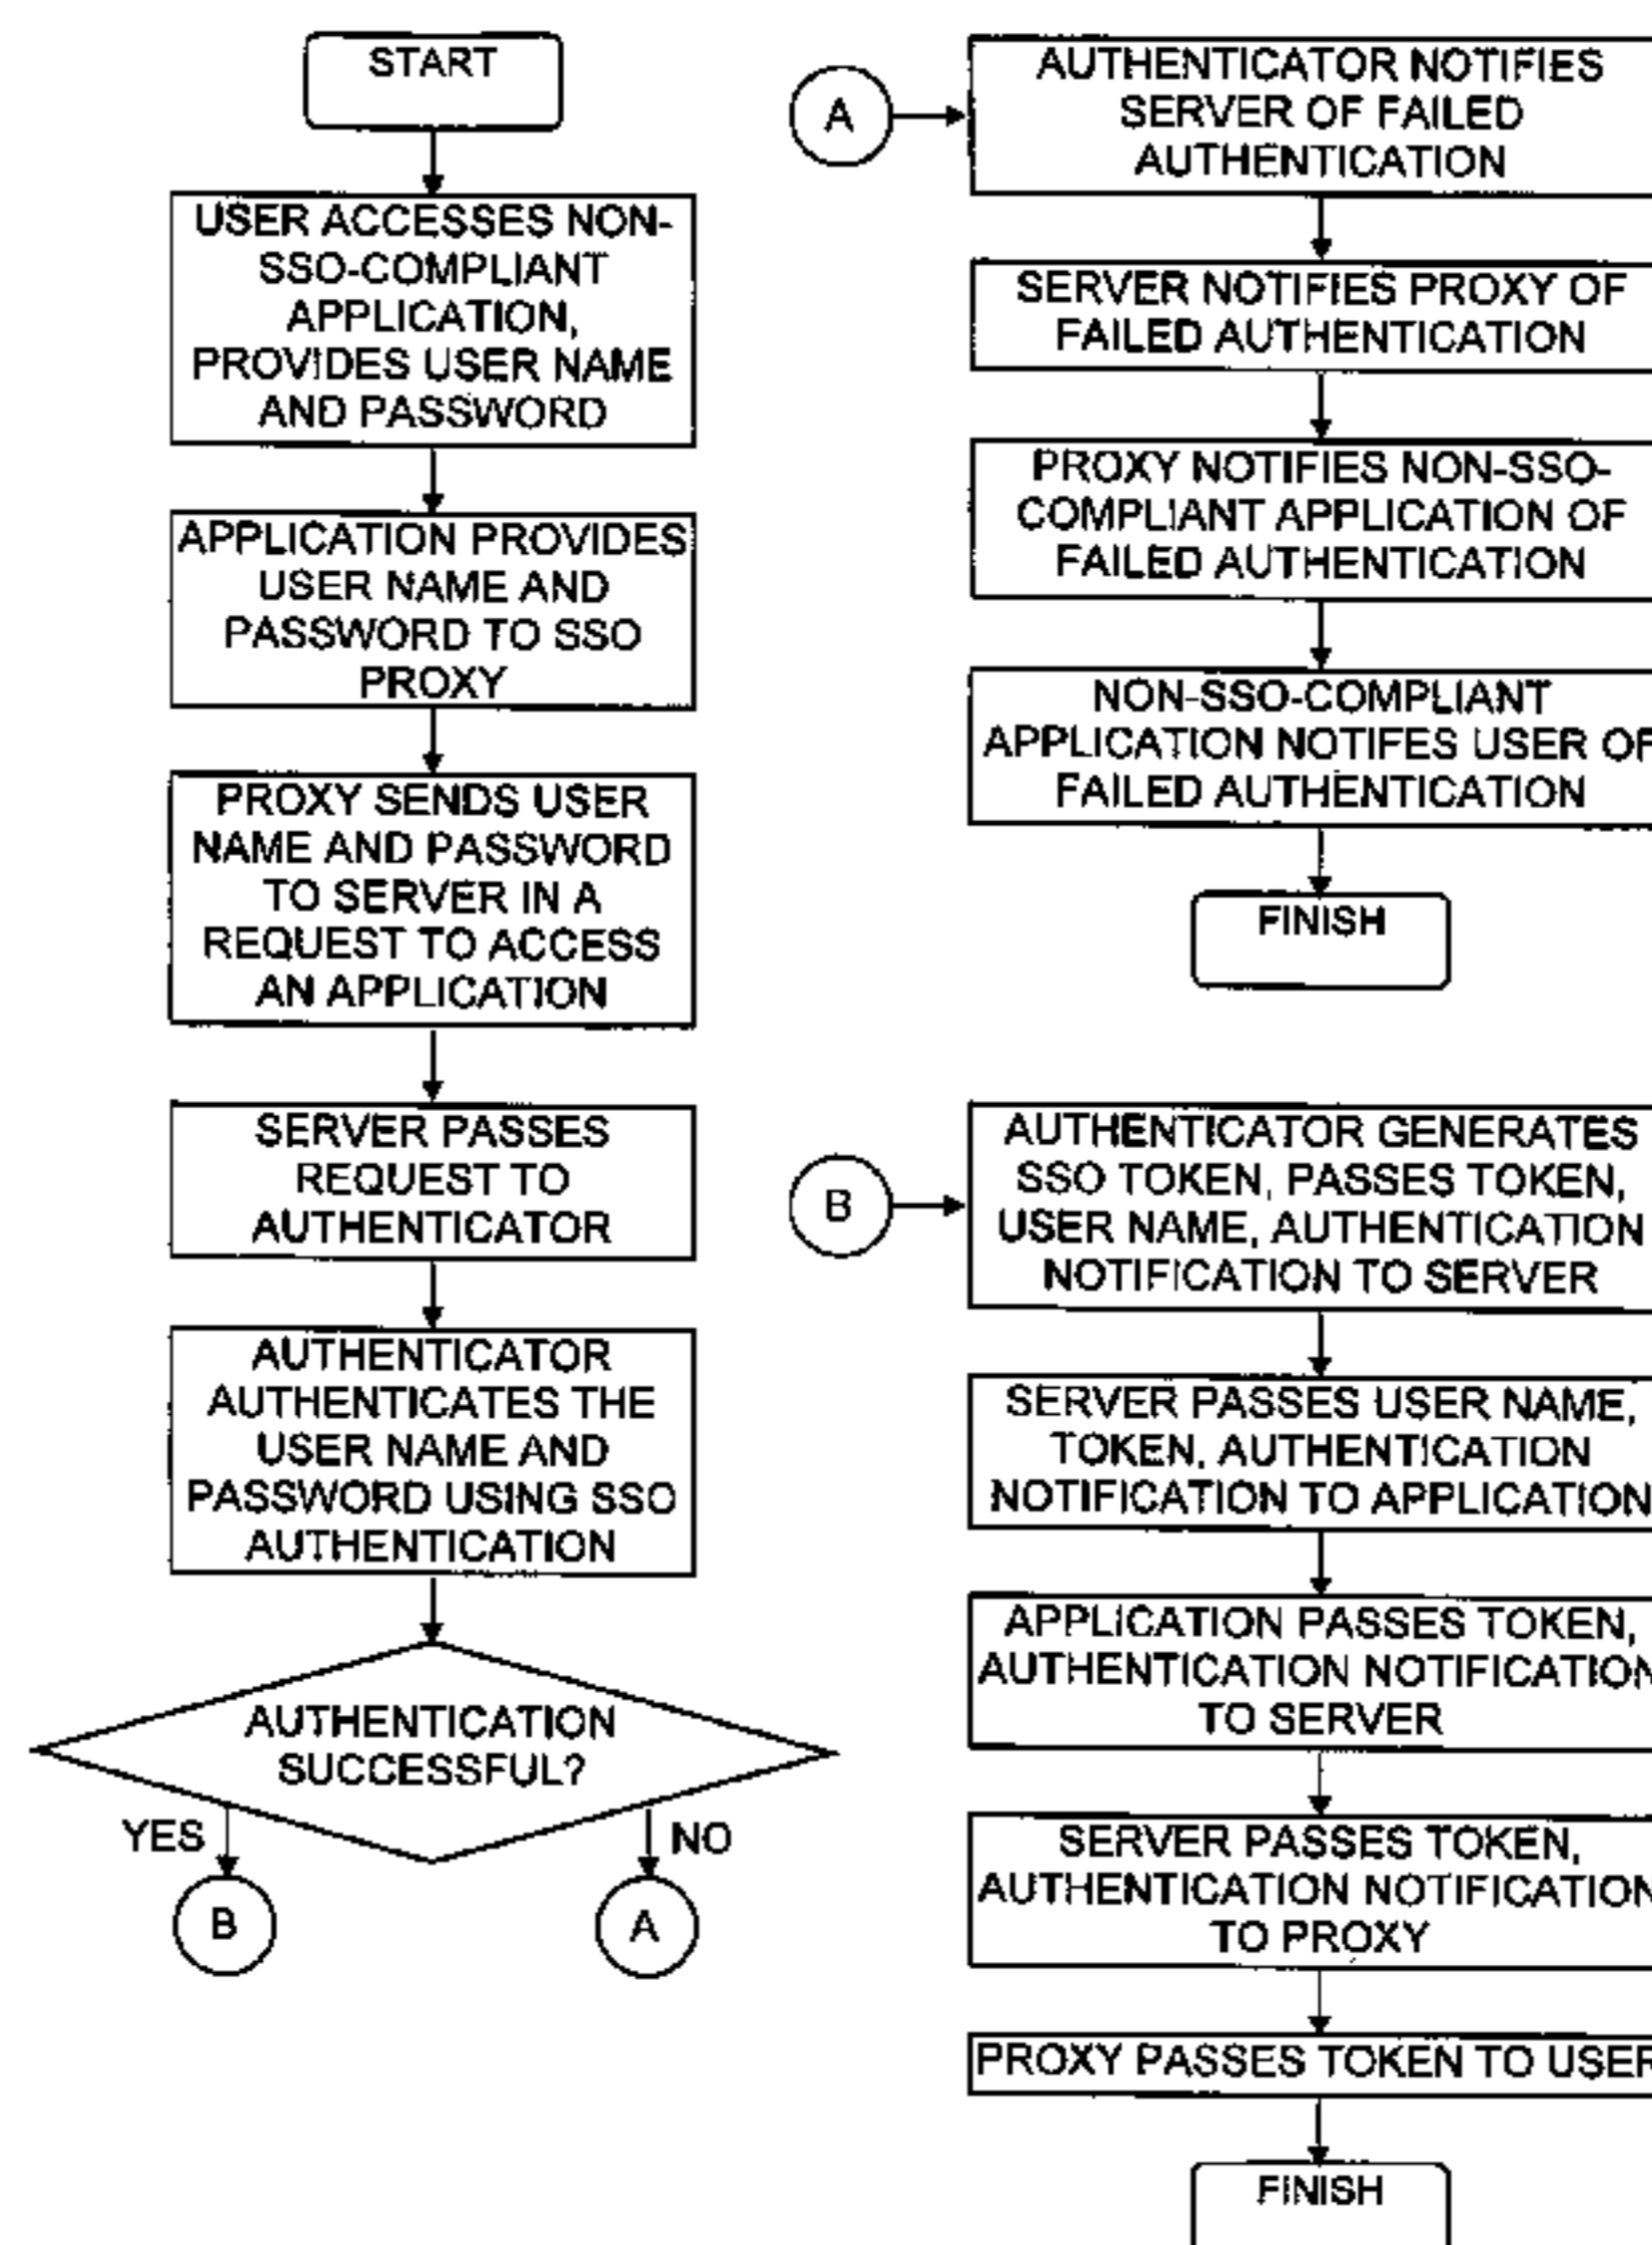 START
USER ACCESSES NON-
SSO-COMPLIANT
APPLICATION,
PROVIDES USER NAME
AND PASSWORD
APPLICATION PROVIDES
USER NAME AND
PASSWORD TO SSO
PROXY
PROXY SENDS USER
NAME AND PASSWORD
TO SERVER IN A
REQUEST TO ACCESS
AN APPLICATION
SERVER PASSES
REQUEST TO
AUTHENTICATOR
AUTHENTICATOR
AUTHENTICATES THE
USER NAME AND
PASSWORD USING SSO
AUTHENTICATION
AUTHENTICATION
SUCCESSFUL?
YES
NO
B
A
A
AUTHENTICATOR NOTIFIES
SERVER OF FAILED
AUTHENTICATION
SERVER NOTIFIES PROXY OF
FAILED AUTHENTICATION
PROXY NOTIFIES NON-SSO-
COMPLIANT APPLICATION OF
FAILED AUTHENTICATION
NON-SSO-COMPLIANT
APPLICATION NOTIFES USER OF
FAILED AUTHENTICATION
FINISH
B
AUTHENTICATOR GENERATES
SSO TOKEN, PASSES TOKEN,
USER NAME, AUTHENTICATION
NOTIFICATION TO SERVER
SERVER PASSES USER NAME,
TOKEN, AUTHENTICATION
NOTIFICATION TO APPLICATION
APPLICATION PASSES TOKEN,
AUTHENTICATION NOTIFICATION
TO SERVER
SERVER PASSES TOKEN,
AUTHENTICATION NOTIFICATION
TO PROXY
PROXY PASSES TOKEN TO USER
FINISH